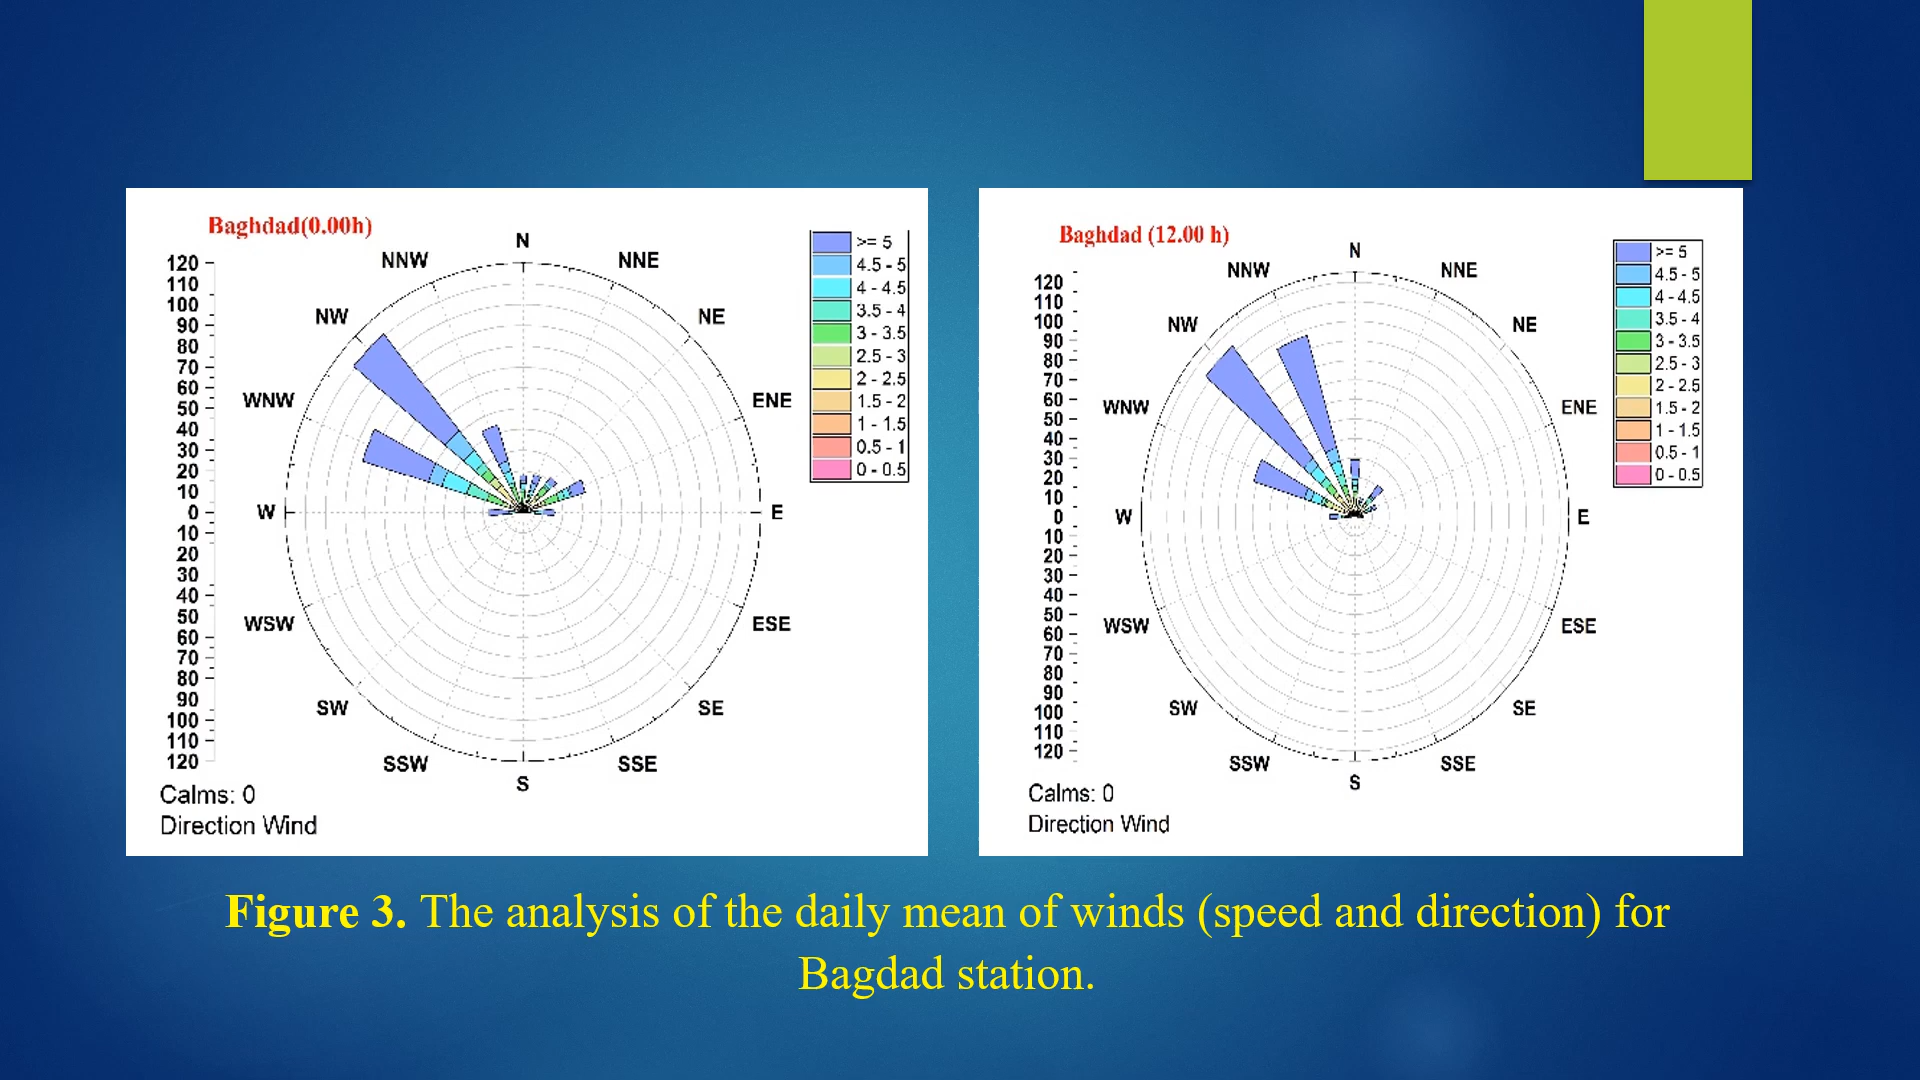 Baghdad(0.00h)
N
NNE
NE
ENE
E
ESE
SE
SSE
S
SSW
SW
WSW
W
WNW
NW
NNW
120
110
100
90
80
70
60
50
40
30
20
10
0
10
20
30
40
50
60
70
80
90
100
110
120
>= 5
4.5 - 5
4 - 4.5
3.5 - 4
3 - 3.5
2.5 - 3
2 - 2.5
1.5 - 2
1 - 1.5
0.5 - 1
0 - 0.5
Calms: 0
Direction Wind
Baghdad (12.00 h)
N
NNE
NE
ENE
E
ESE
SE
SSE
S
SSW
SW
WSW
W
WNW
NW
NNW
120
110
100
90
80
70
60
50
40
30
20
10
0
10
20
30
40
50
60
70
80
90
100
110
120
>= 5
4.5 - 5
4 - 4.5
3.5 - 4
3 - 3.5
2.5 - 3
2 - 2.5
1.5 - 2
1 - 1.5
0.5 - 1
0 - 0.5
Calms: 0
Direction Wind
Figure 3. The analysis of the daily mean of winds (speed and direction) for
Bagdad station.